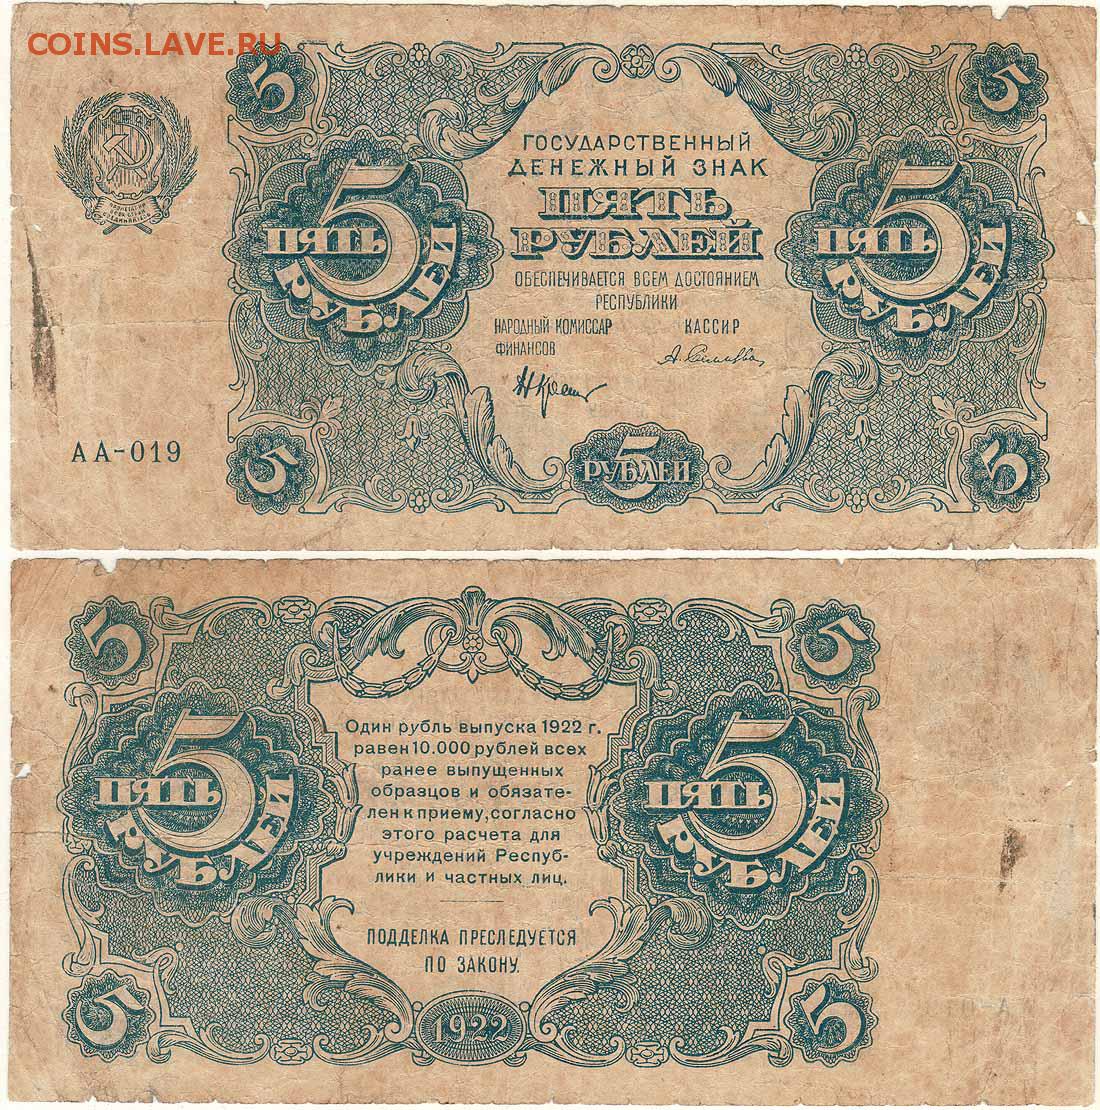 COINS.LAVE.RU
5
5
ГОСУДАРСТВЕННЫЙ
ДЕНЕЖНЫЙ ЗНАК
ПЯТЬ
РУБЛЕЙ
5
ПЯТЬ
РУБЛЕЙ
5
ПЯТЬ
РУБЛЕЙ
ОБЕСПЕЧИВАЕТСЯ ВСЕМ ДОСТОЯНИЕМ
РЕСПУБЛИКИ
НАРОДНЫЙ КОМИССАР
ФИНАНСОВ
КАССИР
АА-019
5
5
РУБЛЕЙ
5
5
5
Один рубль выпуска 1922 г.
равен 10.000 рублей всех
ранее выпущенных
образцов и обязате-
лен к приему, согласно
этого расчета для
учреждений Респуб-
лики и частных лиц.
5
ПЯТЬ
РУБЛЕЙ
5
ПЯТЬ
РУБЛЕЙ
ПОДДЕЛКА ПРЕСЛЕДУЕТСЯ
ПО ЗАКОНУ.
5
1922
5